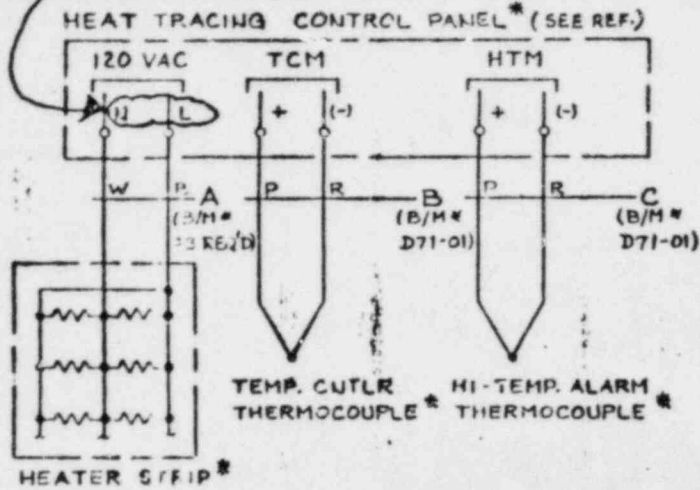 HEAT TRACING CONTROL PANEL* (SEE REF.)
120 VAC TCM HTM
N L + (-) + (-)
W A P R B P R C
(B/M* (B/M* (B/M*
REQ'D) D71-01) D71-01)
TEMP. HI-TEMP. ALARM
THERMOCOUPLE* THERMOCOUPLE*
HEATER STRIP*